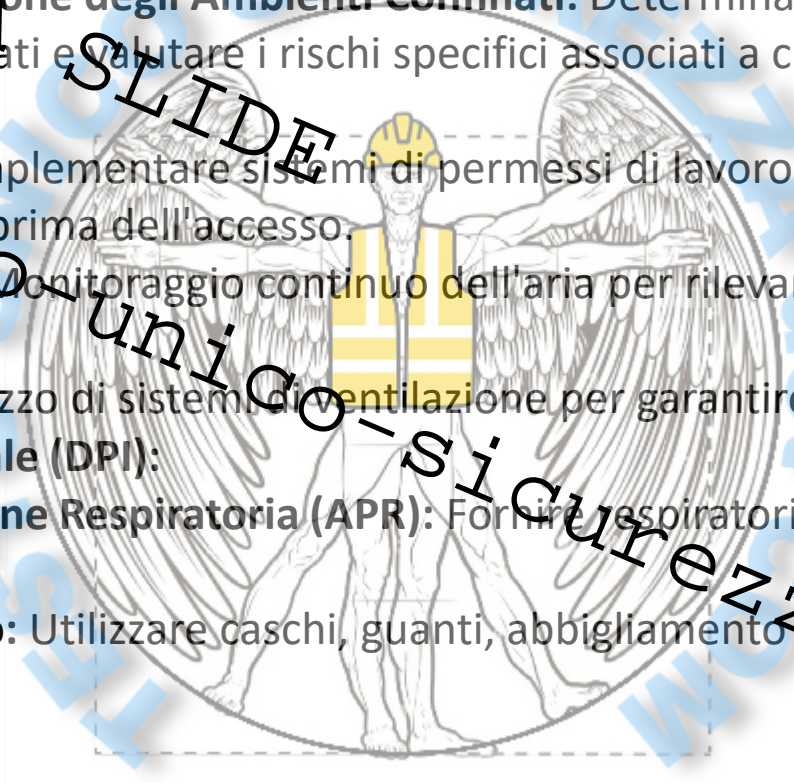 one degli Ambienti Confinati: Determina
ati e valutare i rischi specifici associati a c
SLIDE
mplementare sistemi di permessi di lavoro
prima dell'accesso.
Monitoraggio continuo dell'aria per rileva
o-unico-sicurezz
zzo di sistemi di ventilazione per garantire
le (DPI):
ne Respiratoria (APR): Fornire respiratori
o: Utilizzare caschi, guanti, abbigliamento